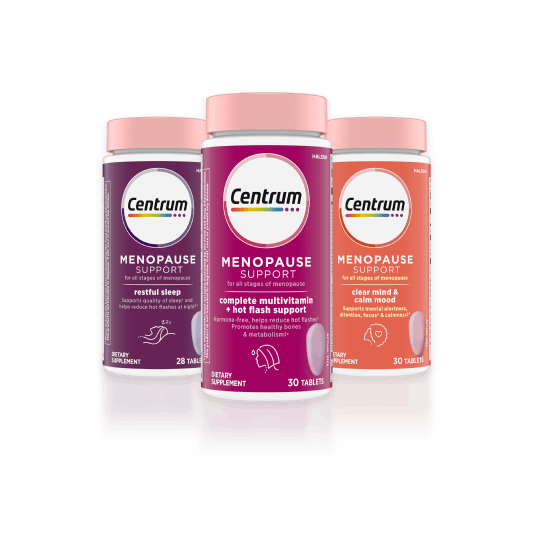 HALEON
Centrum
MENOPAUSE
SUPPORT
for all stages of menopause
complete multivitamin
+ hot flash support
Hormone-free, helps reduce hot flashes*
Promotes healthy bones
& metabolism‡*
DIETARY
SUPPLEMENT
30 TABLETS
Centrum
MENOPAUSE
SUPPORT
for all stages of menopause
restful sleep
Supports quality of sleep* and
helps reduce hot flashes at night*
zzz
DIETARY
SUPPLEMENT
28 TABLE
HALEON
Centrum
MENOPAUSE
SUPPORT
for all stages of menopause
clear mind &
calm mood
Supports mental alertness,
attention, focus* & calmness*
DIETARY
SUPPLEMENT
30 TABLETS